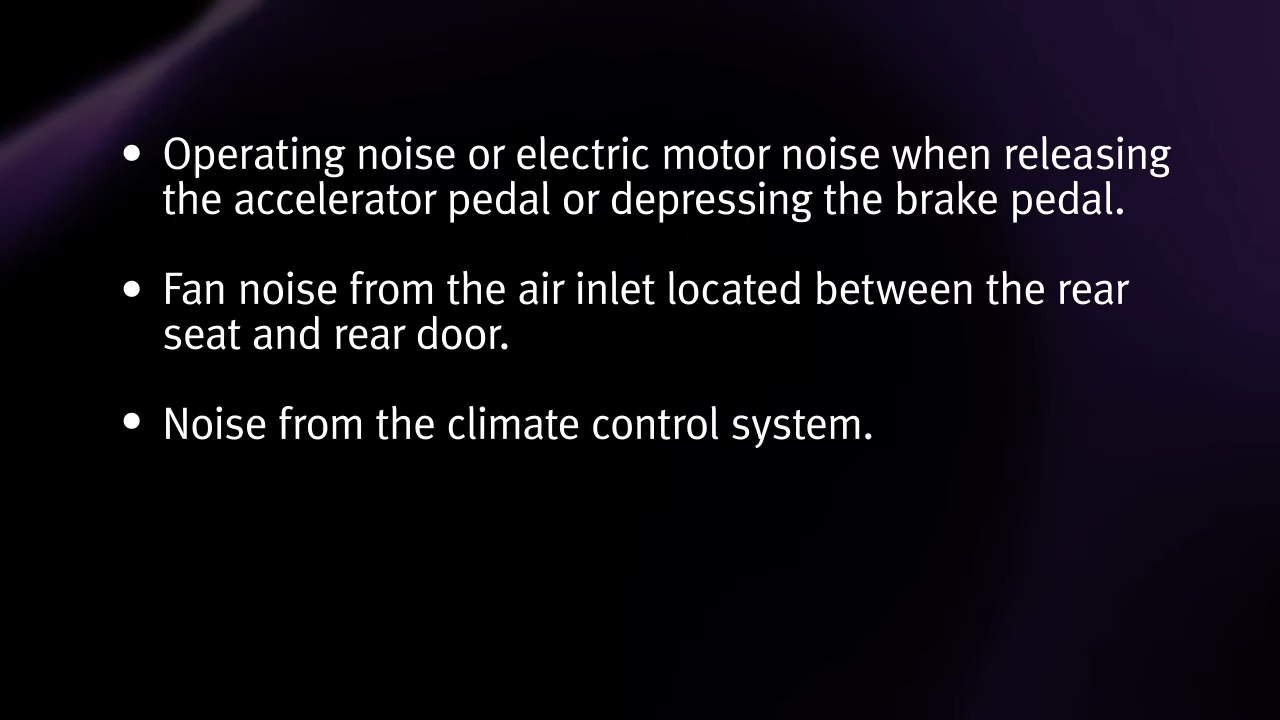 • Operating noise or electric motor noise when releasing
the accelerator pedal or depressing the brake pedal.
• Fan noise from the air inlet located between the rear
seat and rear door.
• Noise from the climate control system.